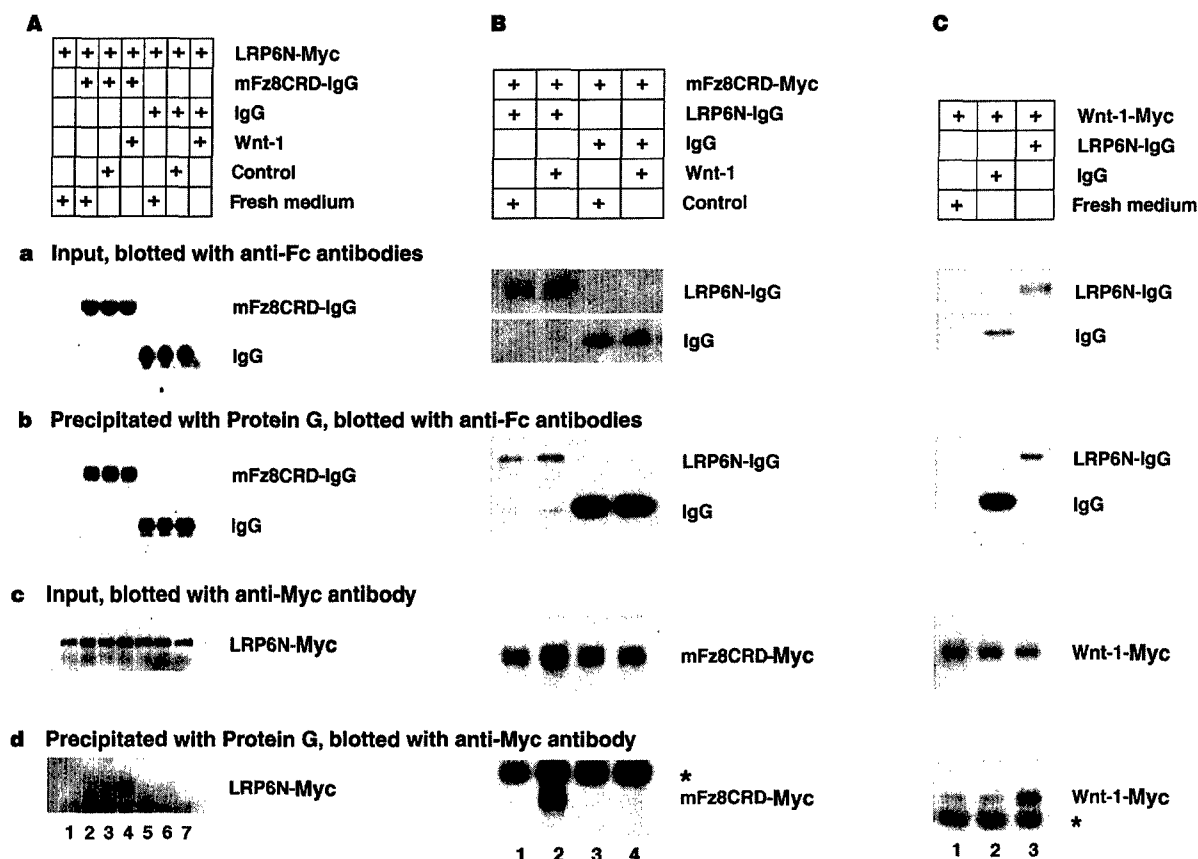 A
+ + + + + + + LRP6N-Myc
+ + + mFz8CRD-IgG
+ + + IgG
+ + Wnt-1
+ + Control
+ + + Fresh medium
B
+ + + + mFz8CRD-Myc
+ + LRP6N-IgG
+ + IgG
+ + Wnt-1
+ + Control
C
+ + + Wnt-1-Myc
+ LRP6N-IgG
+ IgG
+ Fresh medium
a Input, blotted with anti-Fc antibodies
mFz8CRD-IgG
IgG
LRP6N-IgG
IgG
LRP6N-IgG
IgG
b Precipitated with Protein G, blotted with anti-Fc antibodies
mFz8CRD-IgG
IgG
LRP6N-IgG
IgG
LRP6N-IgG
IgG
c Input, blotted with anti-Myc antibody
LRP6N-Myc
mFz8CRD-Myc
Wnt-1-Myc
d Precipitated with Protein G, blotted with anti-Myc antibody
LRP6N-Myc
*
mFz8CRD-Myc
Wnt-1-Myc
*
1 2 3 4 5 6 7
1 2 3 4
1 2 3